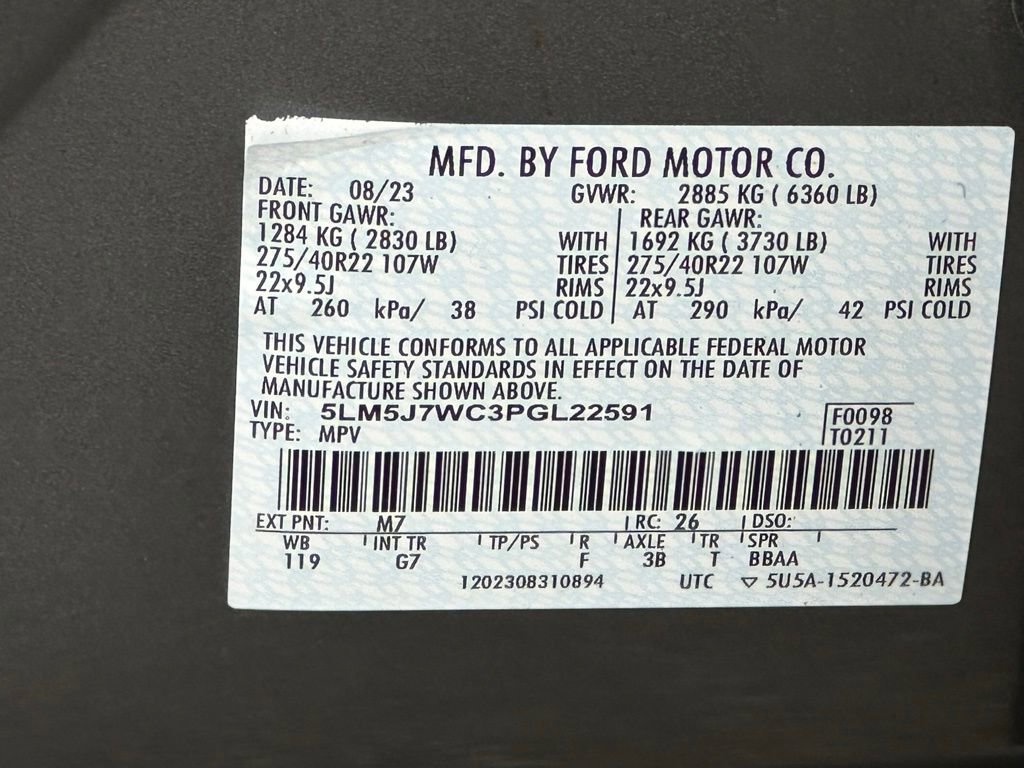 MFD. BY FORD MOTOR CO.
DATE: 08/23 GVWR: 2885 KG ( 6360 LB)
FRONT GAWR: REAR GAWR:
1284 KG ( 2830 LB) WITH 1692 KG ( 3730 LB) WITH
275/40R22 107W TIRES 275/40R22 107W TIRES
22x9.5J RIMS 22x9.5J RIMS
AT 260 kPa/ 38 PSI COLD AT 290 kPa/ 42 PSI COLD
THIS VEHICLE CONFORMS TO ALL APPLICABLE FEDERAL MOTOR
VEHICLE SAFETY STANDARDS IN EFFECT ON THE DATE OF
MANUFACTURE SHOWN ABOVE.
VIN: 5LM5J7WC3PGL22591 F0098
TYPE: MPV T0211
EXT PNT: M7 RC: 26 DSO:
WB INT TR TP/PS R AXLE TR SPR
119 G7 F 3B T BBAA
1202308310894 UTC ▽ 5U5A-1520472-BA